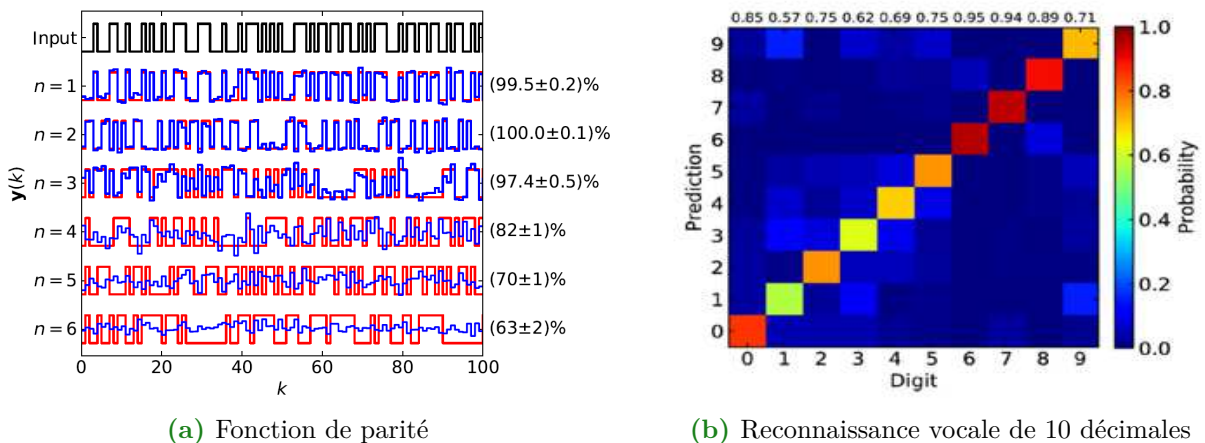 Input
n = 1
(99.5±0.2)%
n = 2
(100.0±0.1)%
n = 3
(97.4±0.5)%
n = 4
(82±1)%
n = 5
(70±1)%
n = 6
(63±2)%
y(k)
0 20 40 60 80 100
k
(a) Fonction de parité
0.85 0.57 0.75 0.62 0.69 0.75 0.95 0.94 0.89 0.71
9
8
7
6
5
4
3
2
1
0
Prediction
0 1 2 3 4 5 6 7 8 9
Digit
1.0
0.8
0.6
0.4
0.2
0.0
Probability
(b) Reconnaissance vocale de 10 décimales